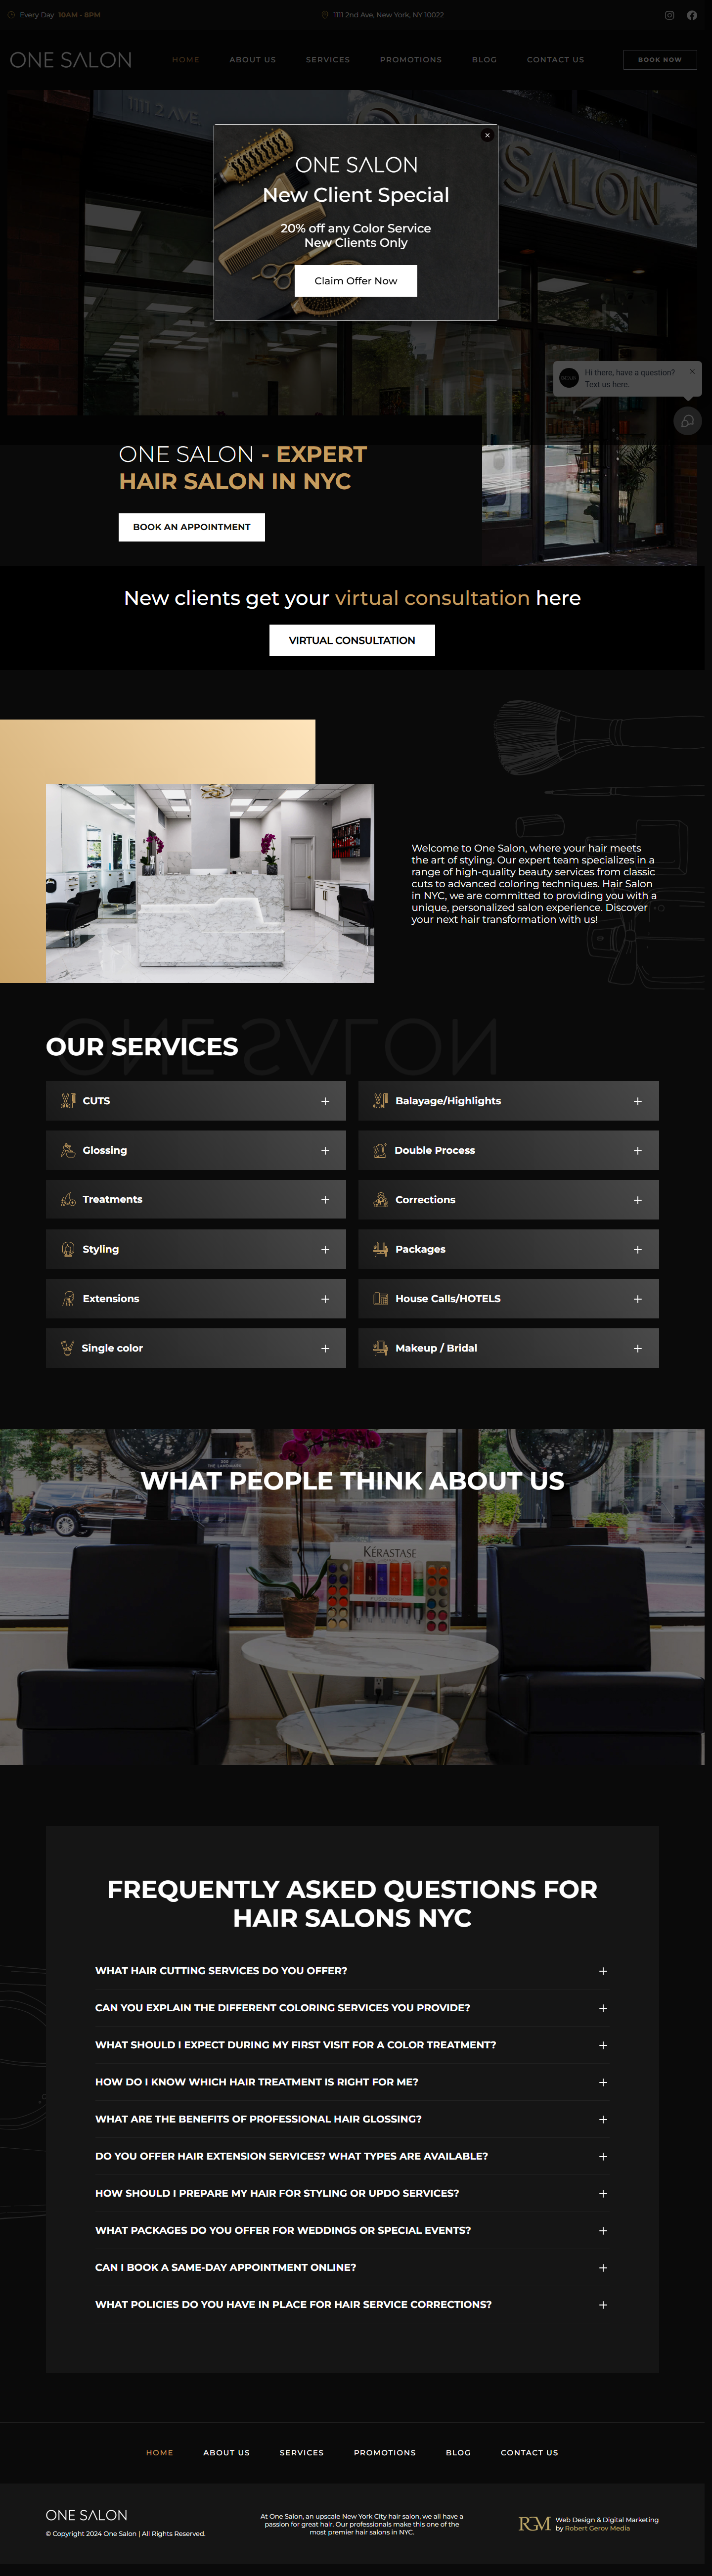 Every Day 10AM - 8PM
1111 2nd Ave, New York, NY 10022
ONE SALON
HOME
ABOUT US
SERVICES
PROMOTIONS
BLOG
CONTACT US
BOOK NOW
1111 2 AVE
ONE SALON
×
ONE SALON
New Client Special
20% off any Color Service
New Clients Only
Claim Offer Now
Hi there, have a question?
Text us here.
ONE SALON - EXPERT
HAIR SALON IN NYC
BOOK AN APPOINTMENT
New clients get your virtual consultation here
VIRTUAL CONSULTATION
Welcome to One Salon, where your hair meets
the art of styling. Our expert team specializes in a
range of high-quality beauty services from classic
cuts to advanced coloring techniques. Hair Salon
in NYC, we are committed to providing you with a
unique, personalized salon experience. Discover
your next hair transformation with us!
ONE SALON
OUR SERVICES
CUTS
Balayage/Highlights
Glossing
Double Process
Treatments
Corrections
Styling
Packages
Extensions
House Calls/HOTELS
Single color
Makeup / Bridal
WHAT PEOPLE THINK ABOUT US
KÉRASTASE
FREQUENTLY ASKED QUESTIONS FOR
HAIR SALONS NYC
WHAT HAIR CUTTING SERVICES DO YOU OFFER?
CAN YOU EXPLAIN THE DIFFERENT COLORING SERVICES YOU PROVIDE?
WHAT SHOULD I EXPECT DURING MY FIRST VISIT FOR A COLOR TREATMENT?
HOW DO I KNOW WHICH HAIR TREATMENT IS RIGHT FOR ME?
WHAT ARE THE BENEFITS OF PROFESSIONAL HAIR GLOSSING?
DO YOU OFFER HAIR EXTENSION SERVICES? WHAT TYPES ARE AVAILABLE?
HOW SHOULD I PREPARE MY HAIR FOR STYLING OR UPDO SERVICES?
WHAT PACKAGES DO YOU OFFER FOR WEDDINGS OR SPECIAL EVENTS?
CAN I BOOK A SAME-DAY APPOINTMENT ONLINE?
WHAT POLICIES DO YOU HAVE IN PLACE FOR HAIR SERVICE CORRECTIONS?
HOME
ABOUT US
SERVICES
PROMOTIONS
BLOG
CONTACT US
ONE SALON
© Copyright 2024 One Salon | All Rights Reserved.
At One Salon, an upscale New York City hair salon, we all have a
passion for great hair. Our professionals make this one of the
most premier hair salons in NYC.
RGM
Web Design & Digital Marketing
by Robert Gerov Media